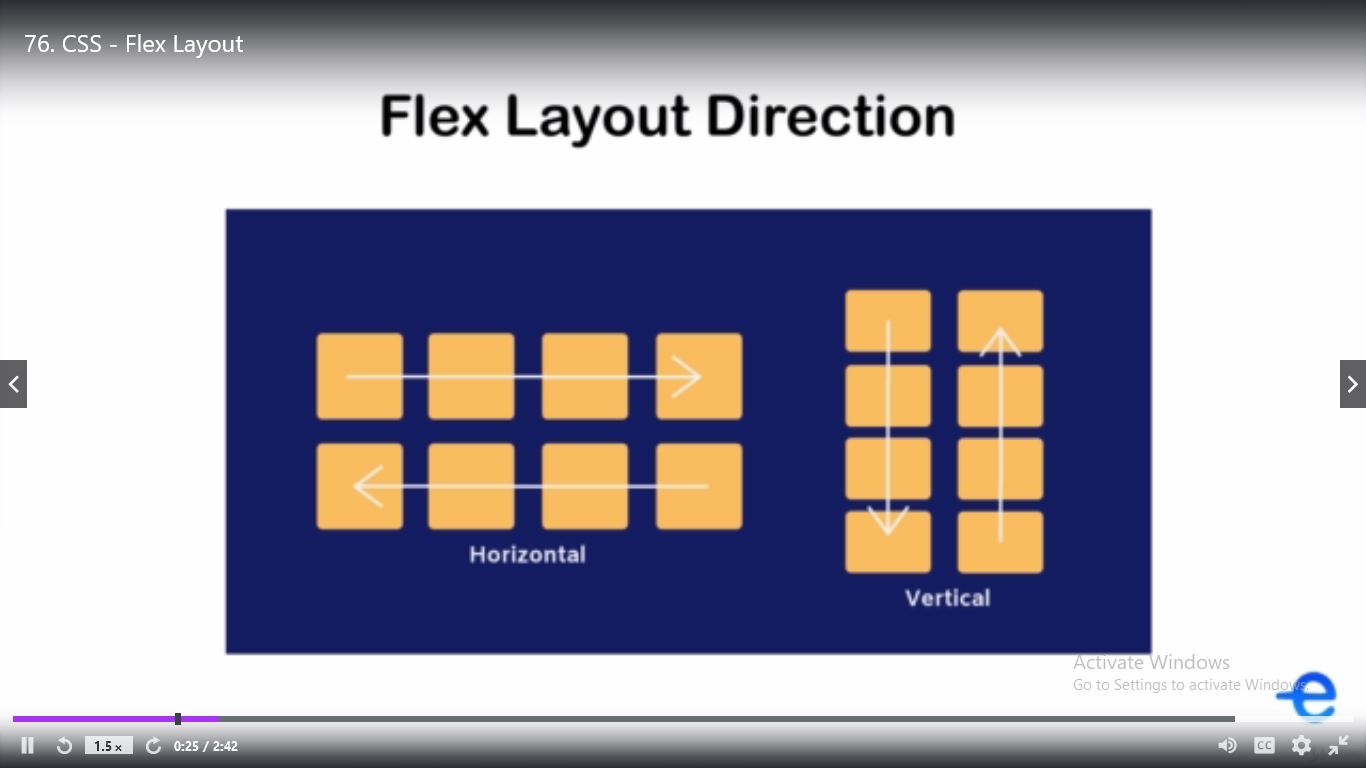 76. CSS - Flex Layout
Flex Layout Direction
Horizontal
Vertical
Activate Windows
Go to Settings to activate Windows.
e
1.5 x
0:25 / 2:42
CC